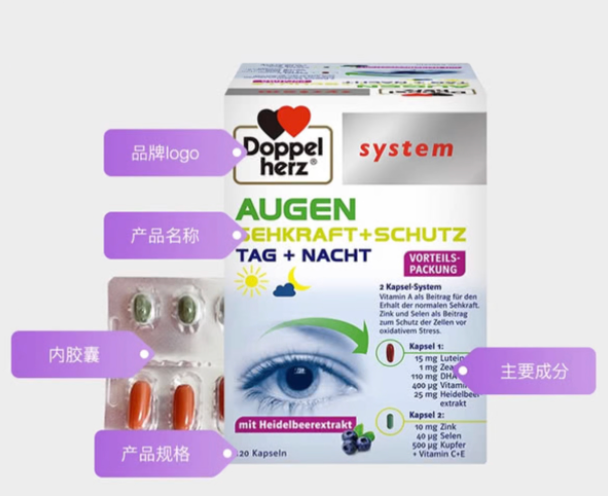 Doppel
herz®
system
AUGEN
SEHKRAFT+SCHUTZ
TAG + NACHT
VORTEILS-
PACKUNG
2 Kapsel-System
Vitamin A als Beitrag für den
Erhalt der normalen Sehkraft.
Zink und Selen als Beitrag
zum Schutz der Zellen vor
oxidativem Stress.
Kapsel 1:
15 mg Lutein
1 mg
110 mg DHA
400 µg
25 mg
extrakt
Kapsel 2:
10 mg Zink
40 µg Selen
500 µg Kupfer
+ Vitamin C+E
mit Heidelbeerextrakt
20 Kapseln
品牌logo
产品名称
内胶囊
主要成分
产品规格